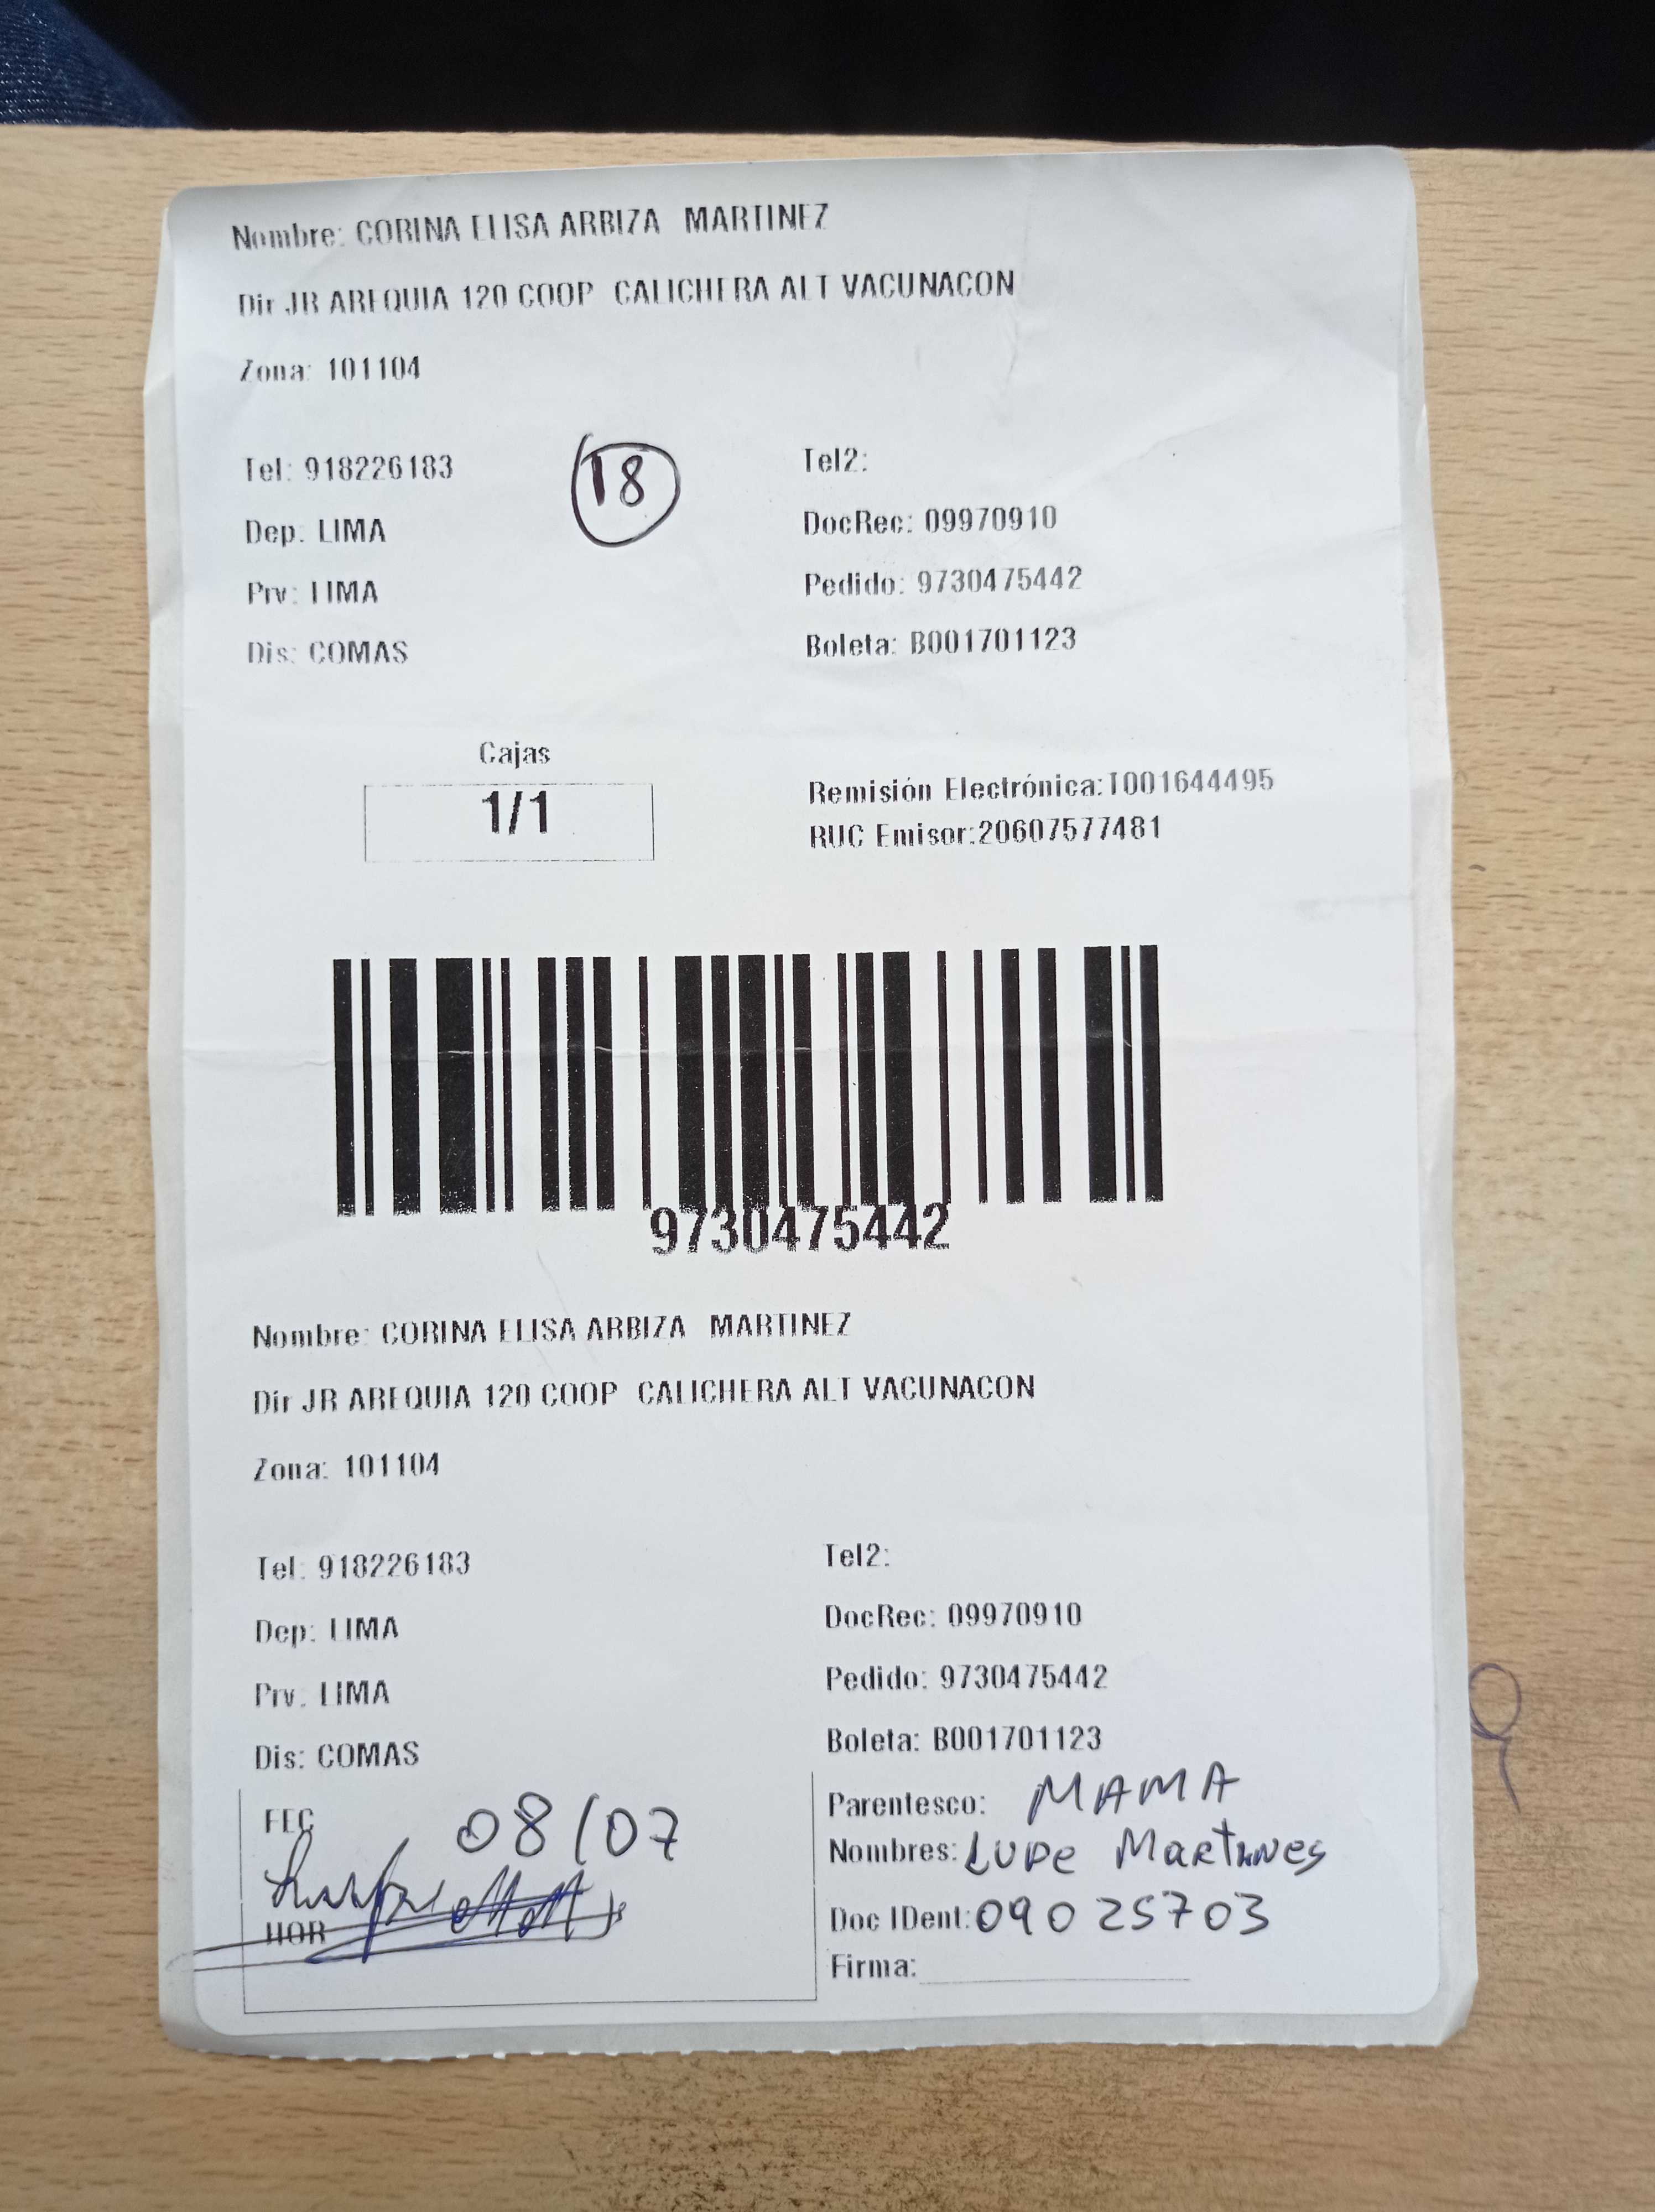 Nombre: CORINA ELISA ARBIZA MARTINEZ
Dir JR AREQUIA 120 COOP CALICHERA ALT VACUNACON
Zona: 101104
Tel: 918226183
18
Tel2:
Dep: LIMA
DocRec: 09970910
Prv: LIMA
Pedido: 9730475442
Dis: COMAS
Boleta: B001701123
Cajas
1/1
Remisión Electrónica:T001644495
RUC Emisor:20607577481
9730475442
Nombre: CORINA ELISA ARBIZA MARTINEZ
Dir JR AREQUIA 120 COOP CALICHERA ALT VACUNACON
Zona: 101104
Tel: 918226183
Tel2:
Dep: LIMA
DocRec: 09970910
Prv: LIMA
Pedido: 9730475442
Dis: COMAS
Boleta: B001701123
FEC 08/07
HOR
Parentesco: MAMA
Nombres: LUPe MaRTINes
Doc IDent: 09025703
Firma: